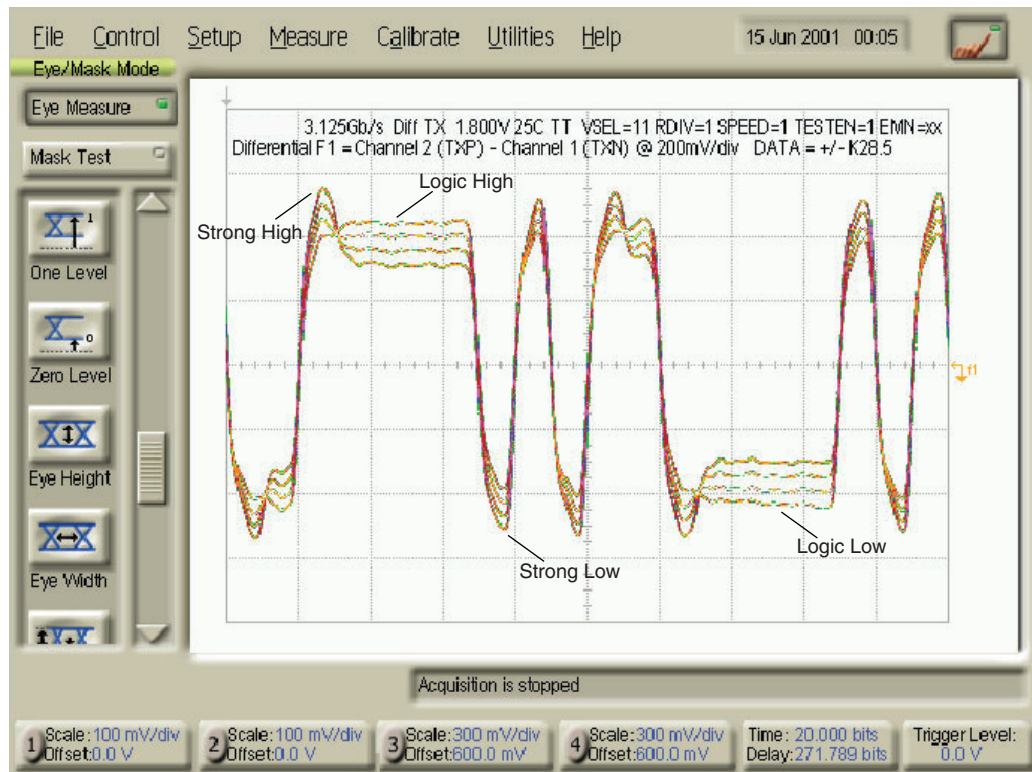 File Control Setup Measure Calibrate Utilities Help 15 Jun 2001 00:05
Eye/Mask Mode
Eye Measure
Mask Test
One Level
Zero Level
Eye Height
Eye Width
3.125Gb/s Diff TX 1.800V 25C TT VSEL=11 RDIV=1 SPEED=1 TESTEN=1 EMN=xx
Differential F1 = Channel 2 (TXP) - Channel 1 (TXN) @ 200mV/div DATA = +/- K28.5
Logic High
Strong High
f1
Logic Low
Strong Low
Acquisition is stopped
1 Scale:100 mV/div
Offset:0.0 V
2 Scale:100 mV/div
Offset:0.0 V
3 Scale:300 mV/div
Offset:600.0 mV
4 Scale:300 mV/div
Offset:600.0 mV
Time: 20.000 bits
Delay:271.789 bits
Trigger Level:
0.0 V